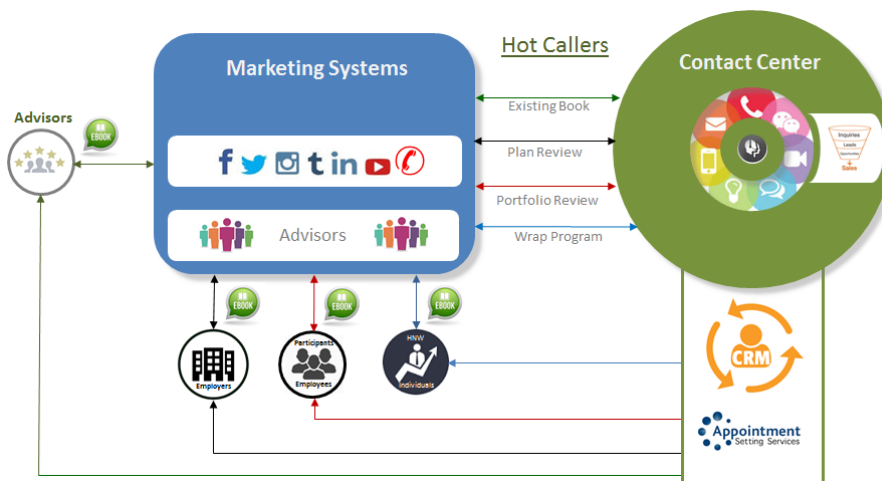 Hot Callers
Marketing Systems
Contact Center
Existing Book
Advisors
EBOOK
Inquiries
Leads
Opportunities
Sales
Plan Review
Portfolio Review
Advisors
Wrap Program
EBOOK
EBOOK
EBOOK
Employers
Participants
Employees
HNW
Individuals
CRM
Appointment
Setting Services